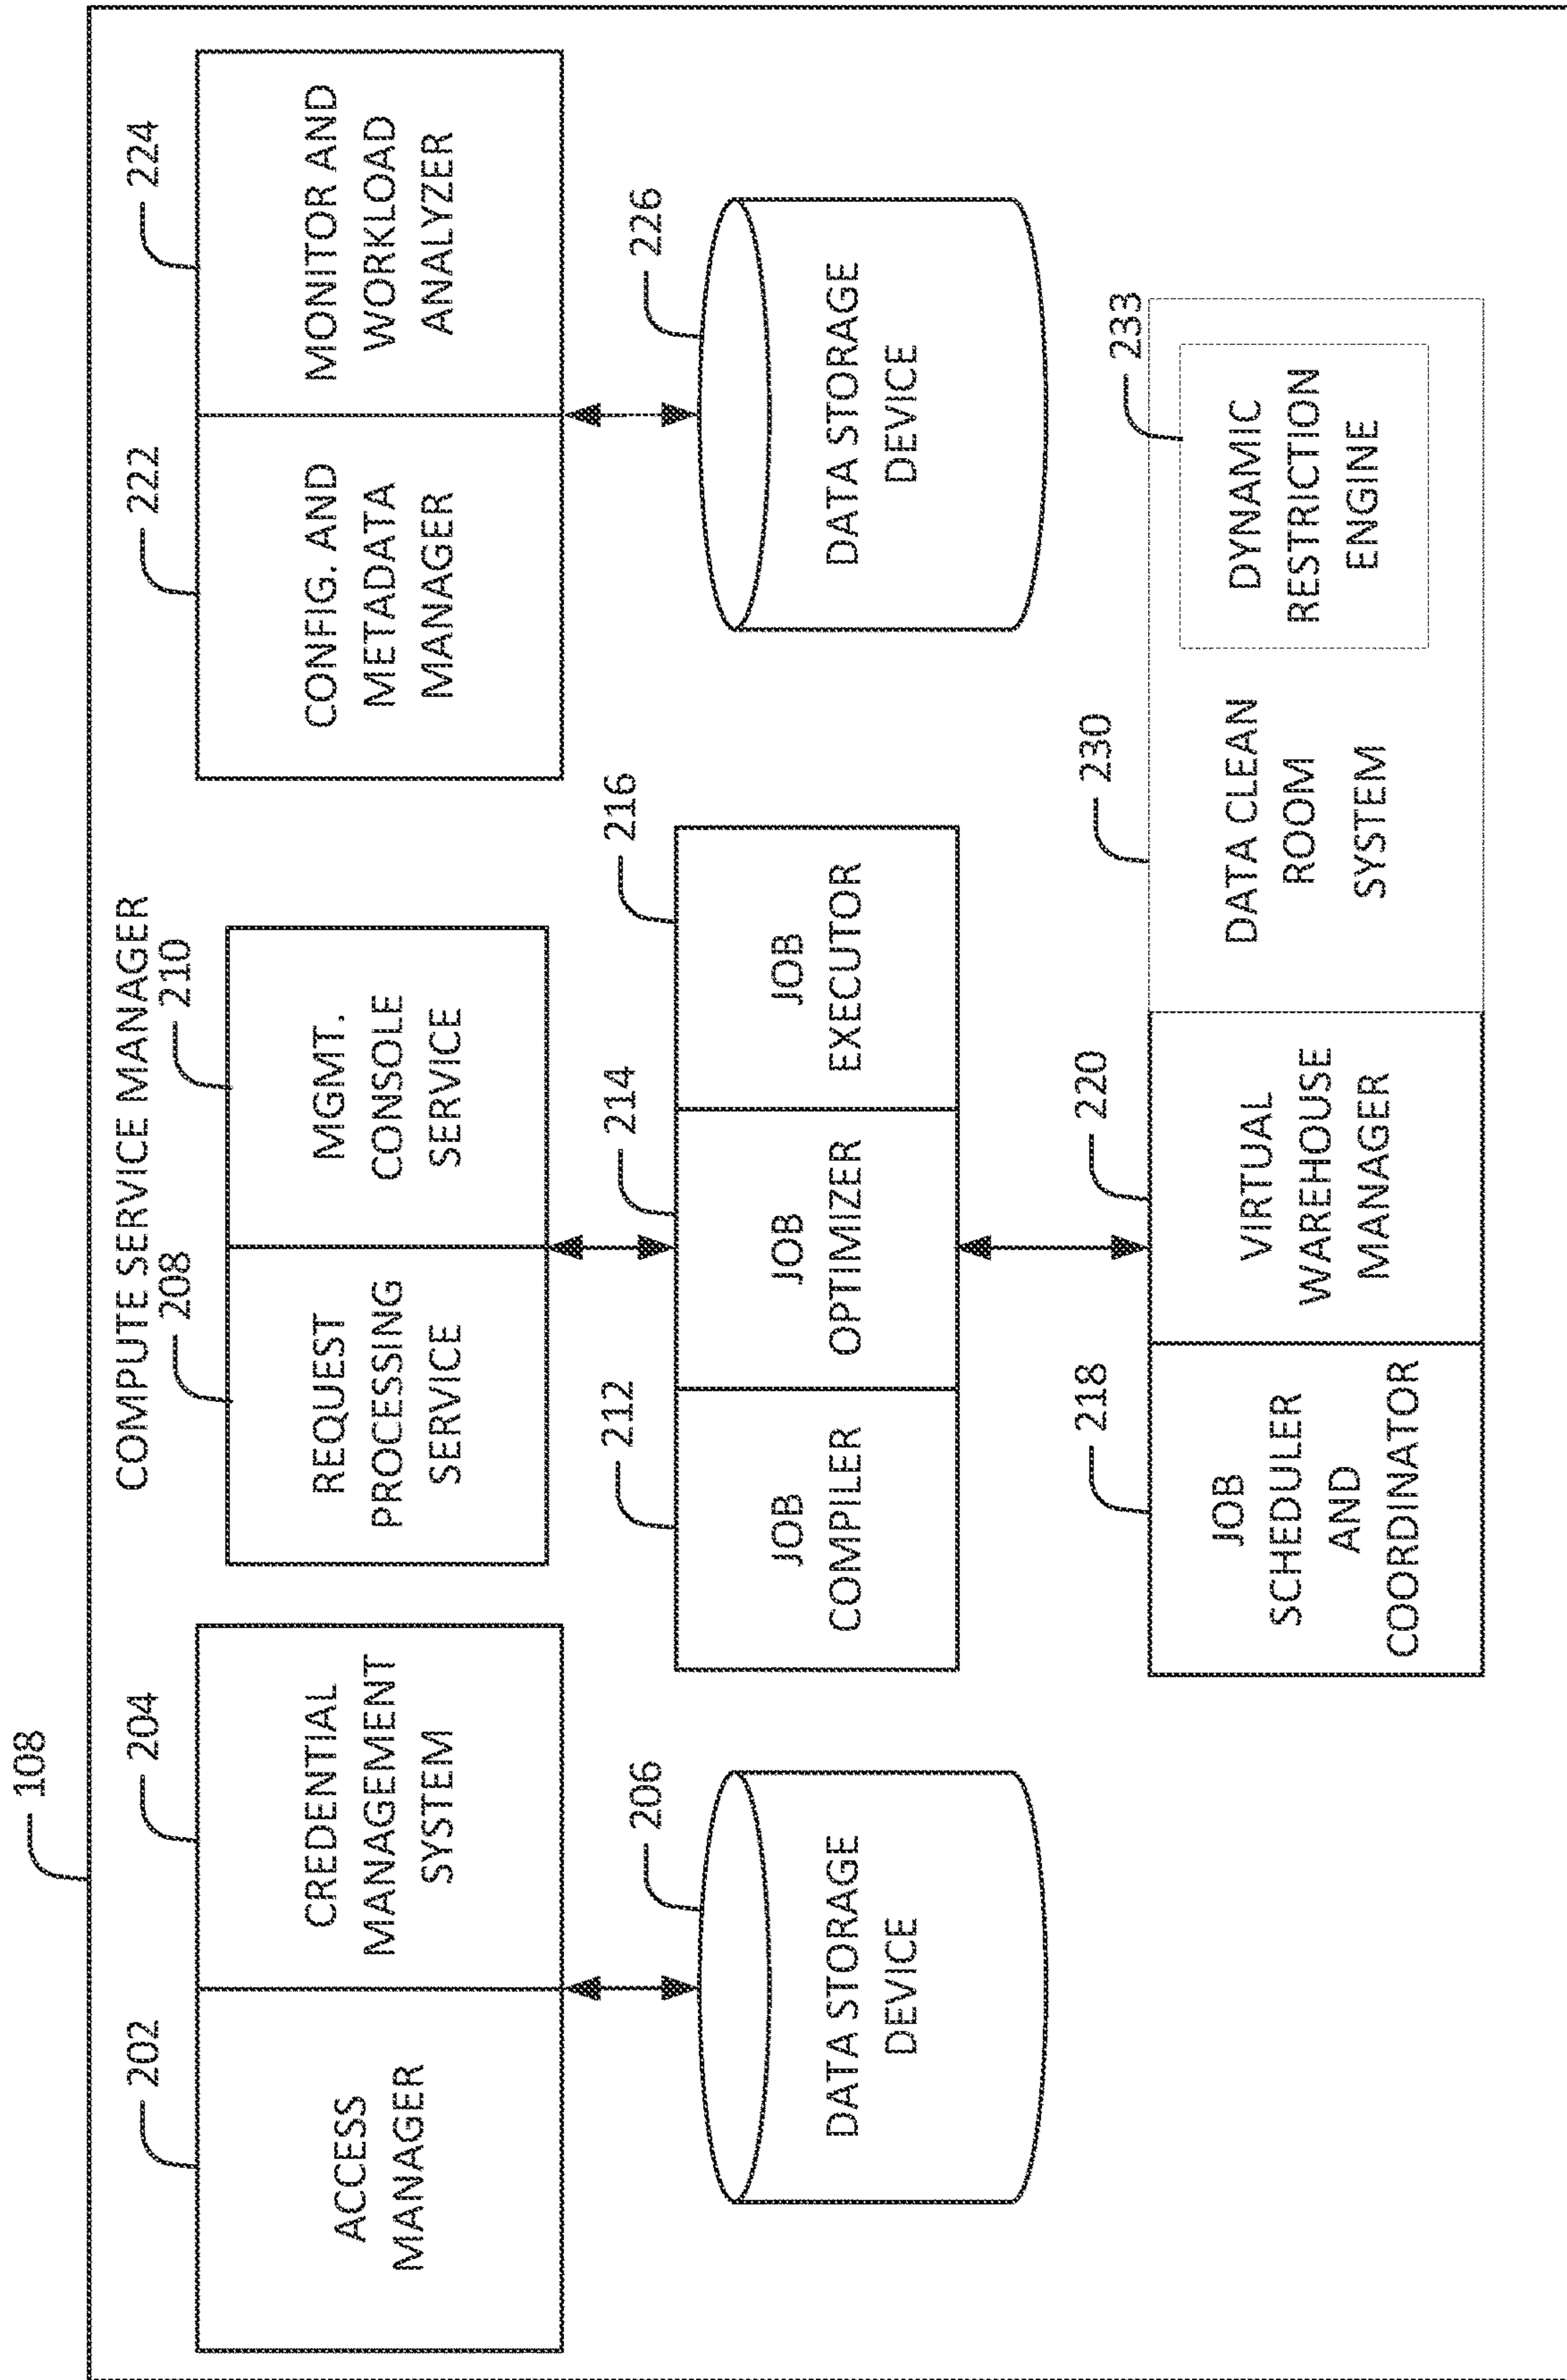 108
COMPUTE SERVICE MANAGER
202
204
ACCESS
MANAGER
CREDENTIAL
MANAGEMENT
SYSTEM
206
DATA STORAGE
DEVICE
208
210
REQUEST
PROCESSING
SERVICE
MGMT.
CONSOLE
SERVICE
212
214
216
JOB
COMPILER
JOB
OPTIMIZER
JOB
EXECUTOR
218
220
230
233
JOB
SCHEDULER
AND
COORDINATOR
VIRTUAL
WAREHOUSE
MANAGER
DATA CLEAN
ROOM
SYSTEM
DYNAMIC
RESTRICTION
ENGINE
222
224
CONFIG. AND
METADATA
MANAGER
MONITOR AND
WORKLOAD
ANALYZER
226
DATA STORAGE
DEVICE